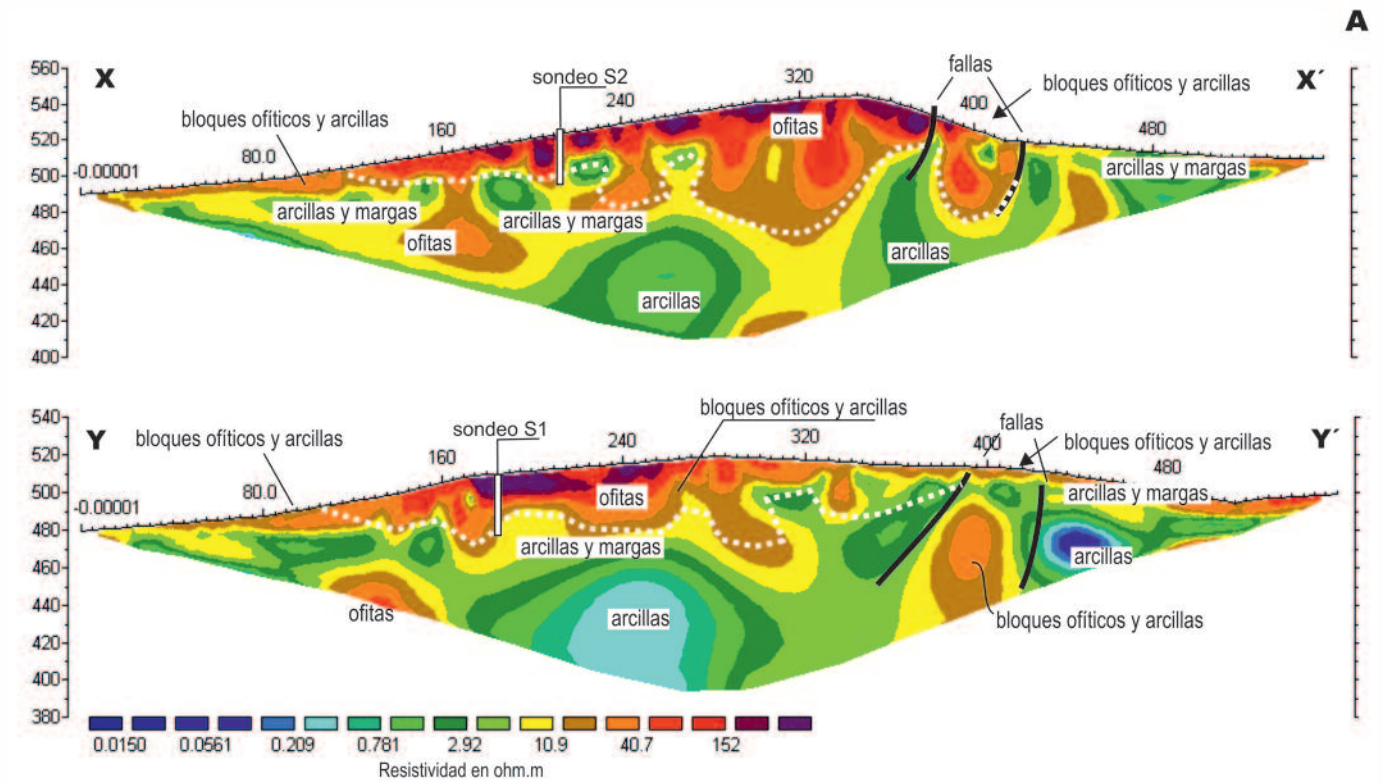 A
X
sondeo S2
fallas
X´
bloques ofíticos y arcillas
bloques ofíticos y arcillas
560
540
520
500
480
460
440
420
400
-0.00001
80.0
160
240
320
400
480
ofitas
arcillas y margas
arcillas y margas
arcillas y margas
ofitas
arcillas
arcillas
Y
bloques ofíticos y arcillas
sondeo S1
bloques ofíticos y arcillas
fallas
bloques ofíticos y arcillas
Y´
540
520
500
480
460
440
420
400
380
-0.00001
80.0
160
240
320
400
480
ofitas
arcillas y margas
arcillas y margas
arcillas
ofitas
arcillas
bloques ofíticos y arcillas
0.0150 0.0561 0.209 0.781 2.92 10.9 40.7 152
Resistividad en ohm.m